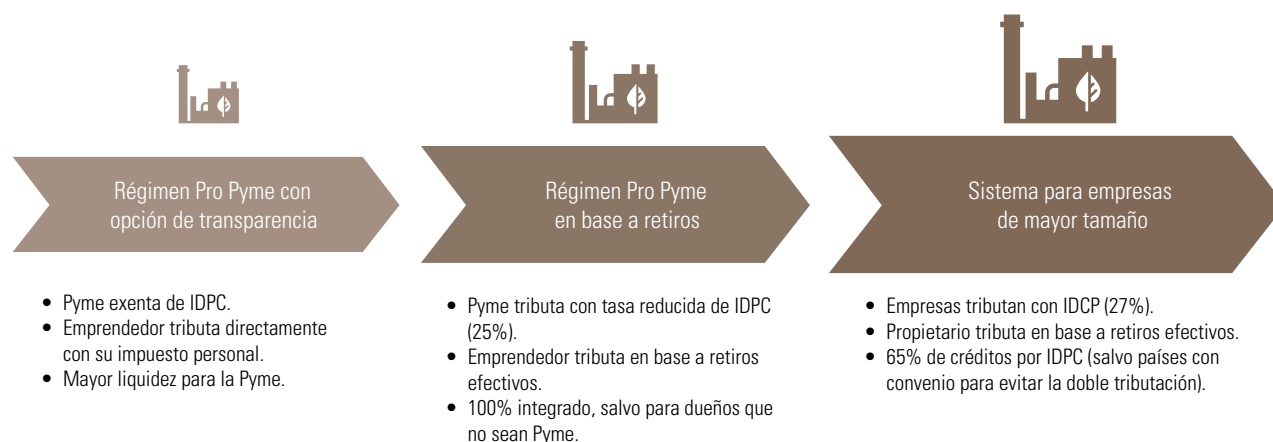 Régimen Pro Pyme con
opción de transparencia
• Pyme exenta de IDPC.
• Emprendedor tributa directamente
con su impuesto personal.
• Mayor liquidez para la Pyme.
Régimen Pro Pyme
en base a retiros
• Pyme tributa con tasa reducida de IDPC
(25%).
• Emprendedor tributa en base a retiros
efectivos.
• 100% integrado, salvo para dueños que
no sean Pyme.
Sistema para empresas
de mayor tamaño
• Empresas tributan con IDCP (27%).
• Propietario tributa en base a retiros efectivos.
• 65% de créditos por IDPC (salvo países con
convenio para evitar la doble tributación).